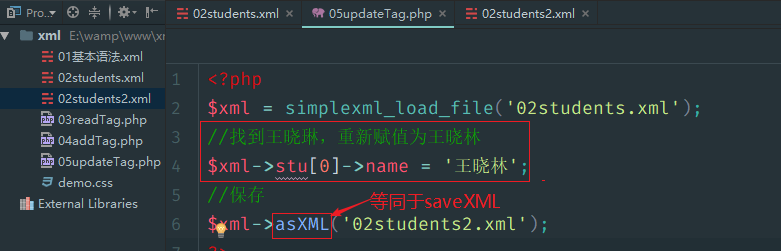 Pro... E:\wamp\www\xr
02students.xml × 05updateTag.php × 02students2.xml ×
xml
01基本语法.xml
02students.xml
02students2.xml
03readTag.php
04addTag.php
05updateTag.php
demo.css
External Libraries
1 <?php
2 $xml = simplexml_load_file('02students.xml');
3 //找到王晓琳，重新赋值为王晓林
4 $xml->stu[0]->name = '王晓林';
5 //保存
等同于saveXML
6 $xml->asXML('02students2.xml');